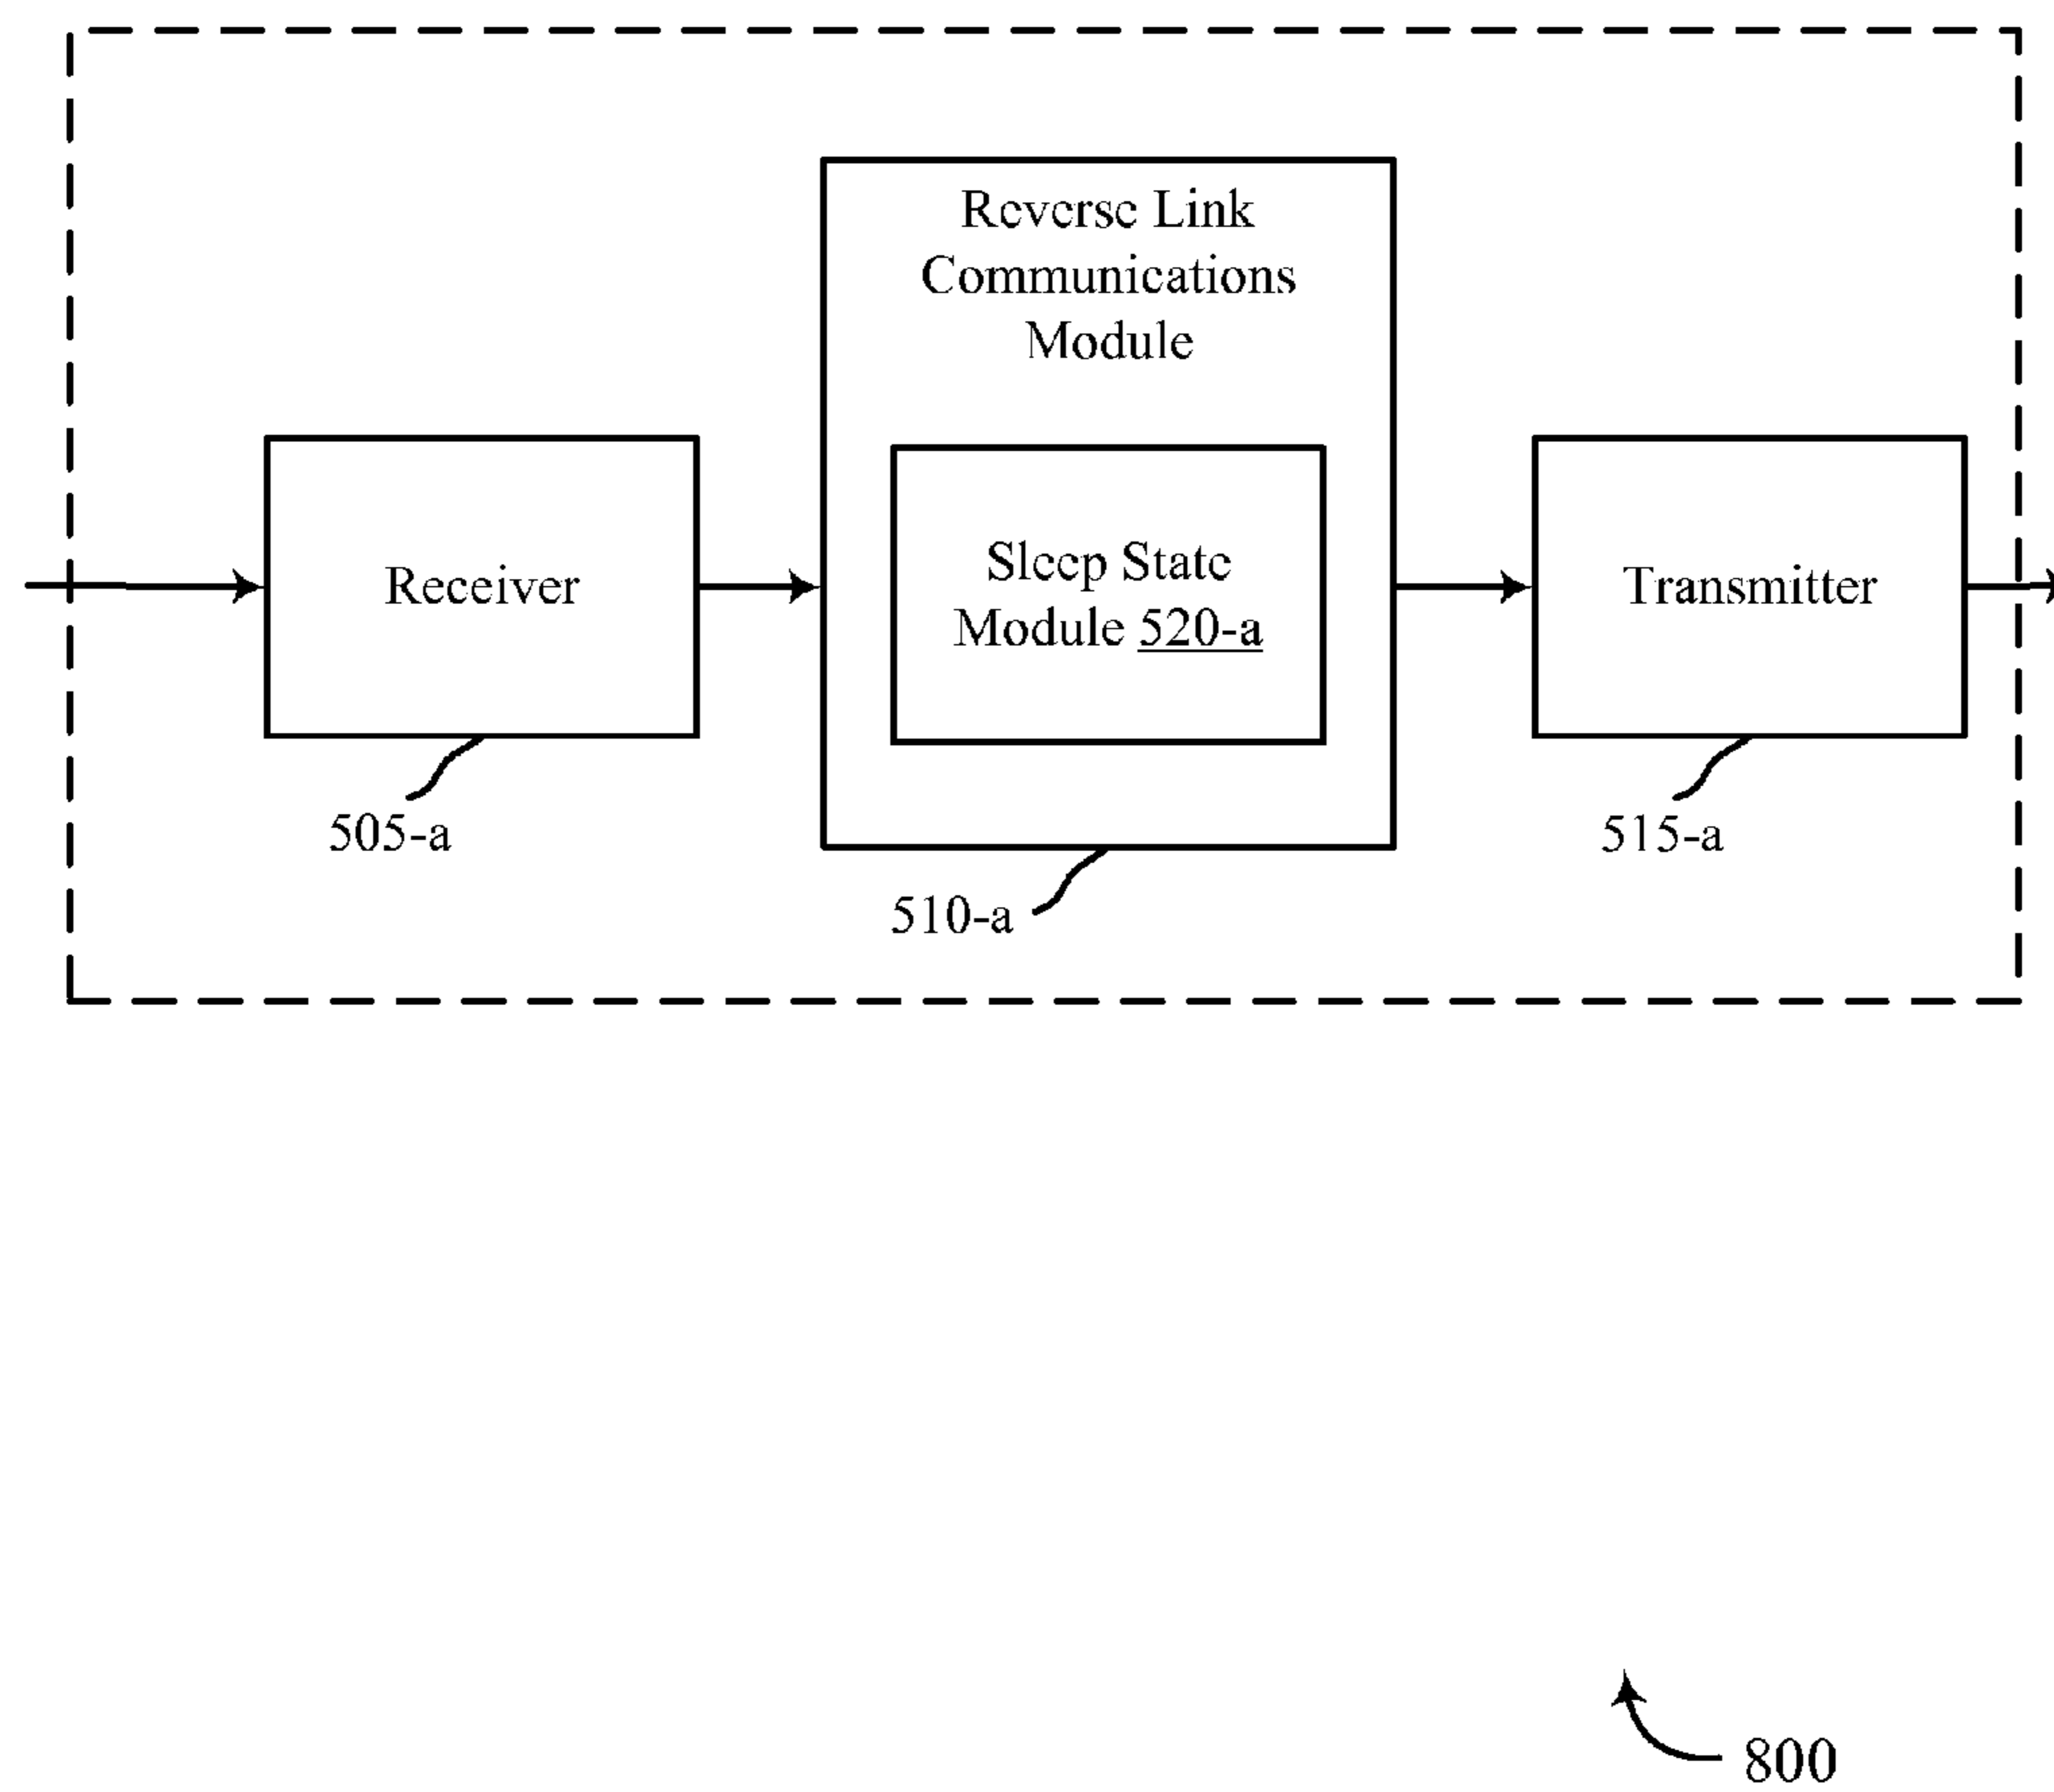 Reverse Link
Communications
Module
Receiver
Sleep State
Module 520-a
Transmitter
505-a
510-a
515-a
800